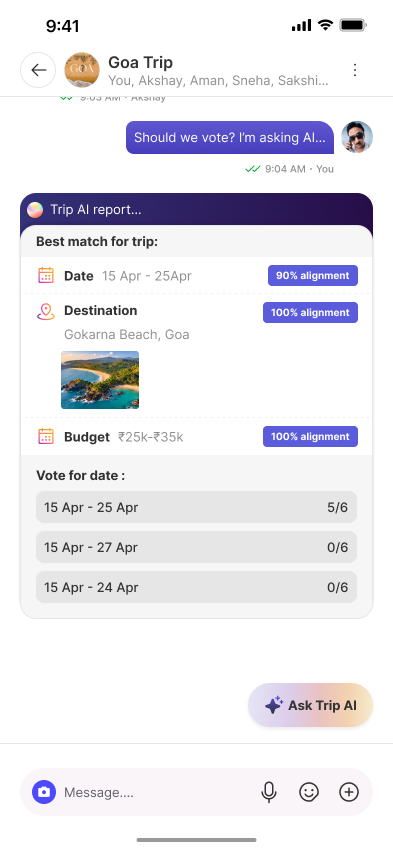 9:41
GOA
Goa Trip
You, Akshay, Aman, Sneha, Sakshi...
9:03 AM · Akshay
Should we vote? I'm asking AI...
9:04 AM · You
Trip AI report...
Best match for trip:
Date 15 Apr - 25Apr 90% alignment
Destination 100% alignment
Gokarna Beach, Goa
Budget ₹25k-₹35k 100% alignment
Vote for date :
15 Apr - 25 Apr 5/6
15 Apr - 27 Apr 0/6
15 Apr - 24 Apr 0/6
Ask Trip AI
Message....